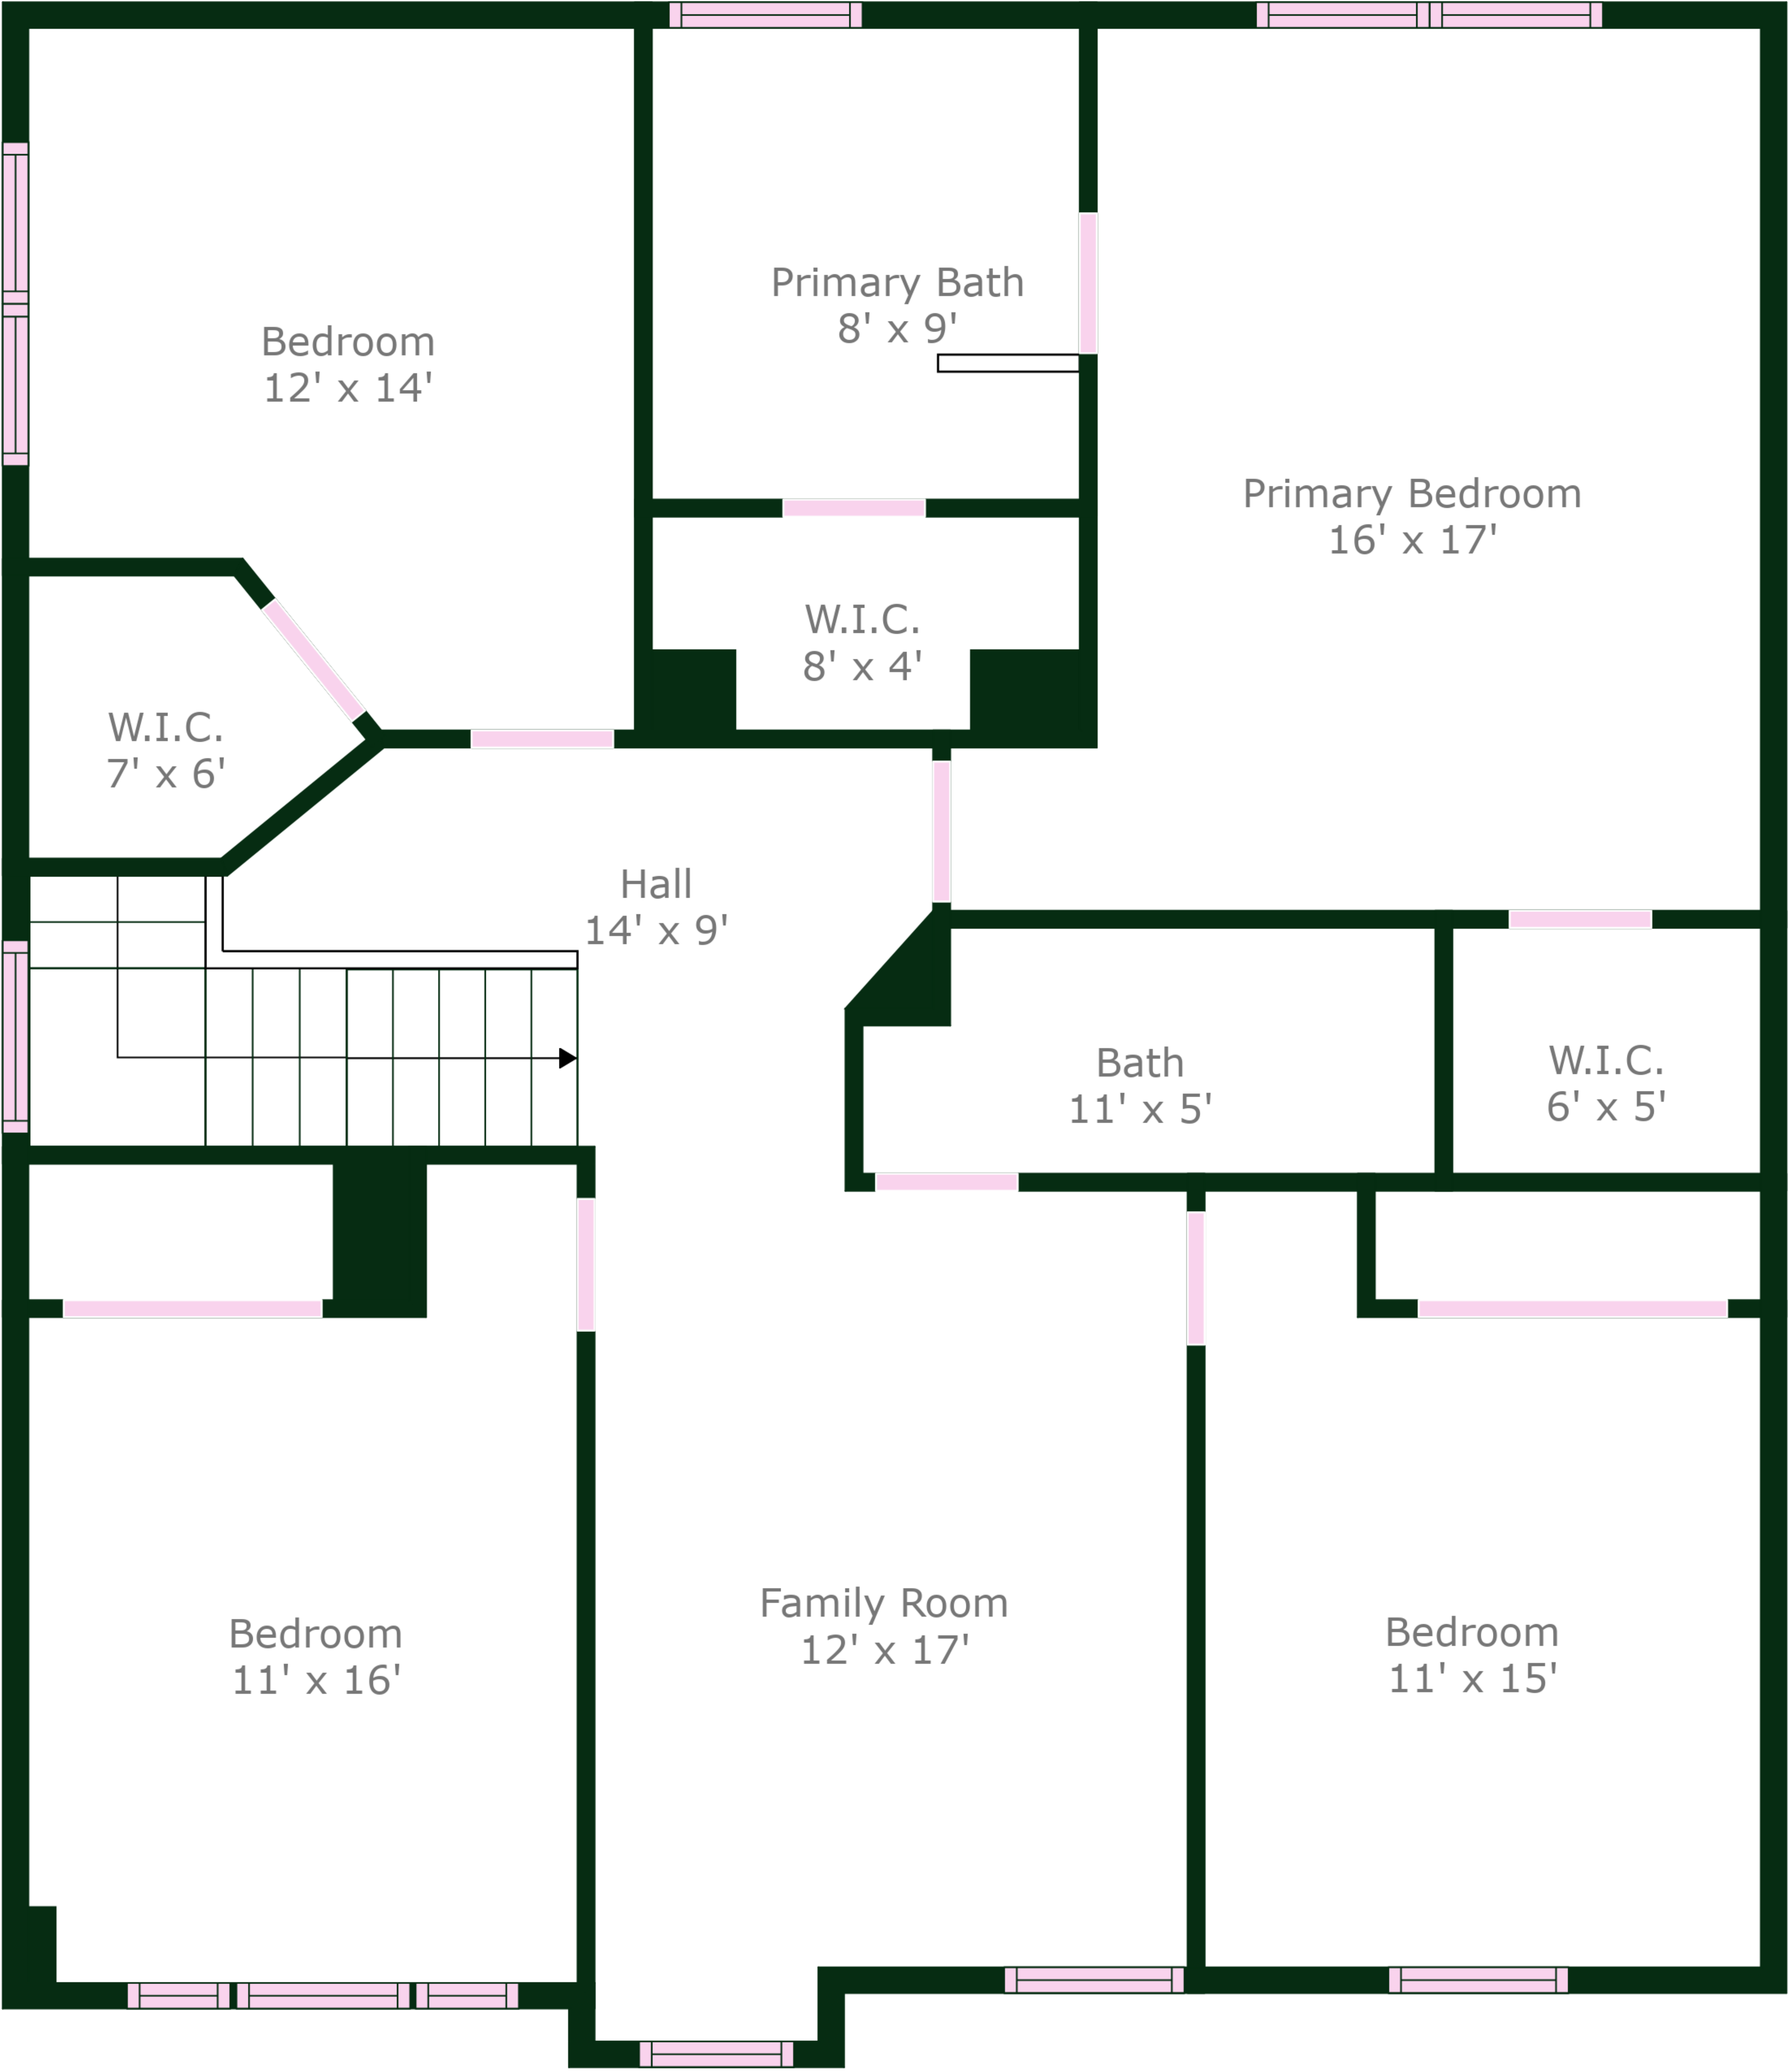 Primary Bath
8' x 9'
Bedroom
12' x 14'
Primary Bedroom
16' x 17'
W.I.C.
8' x 4'
W.I.C.
7' x 6'
Hall
14' x 9'
Bath
11' x 5'
W.I.C.
6' x 5'
Family Room
12' x 17'
Bedroom
11' x 16'
Bedroom
11' x 15'